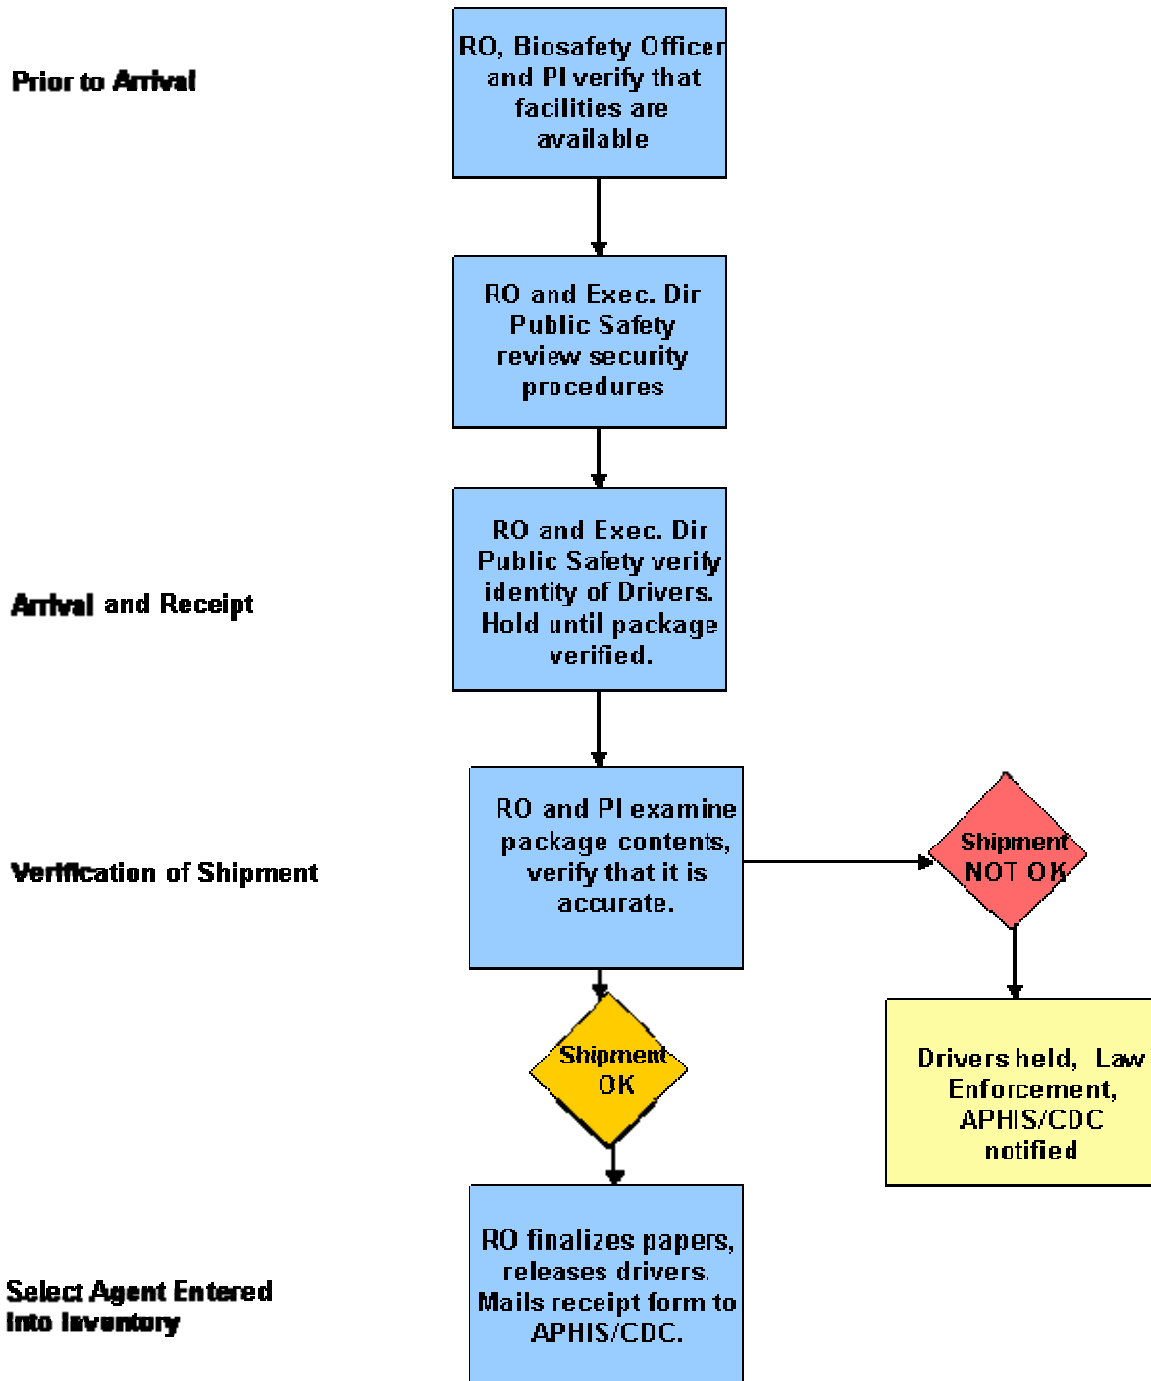 Prior to Arrival
RO, Biosafety Officer
and PI verify that
facilities are
available
RO and Exec. Dir
Public Safety
review security
procedures
Arrival and Receipt
RO and Exec. Dir
Public Safety verify
identity of Drivers.
Hold until package
verified.
Verification of Shipment
RO and PI examine
package contents,
verify that it is
accurate.
Shipment
NOT OK
Shipment
OK
Drivers held, Law
Enforcement,
APHIS/CDC
notified
Select Agent Entered
Into Inventory
RO finalizes papers,
releases drivers.
Mails receipt form to
APHIS/CDC.